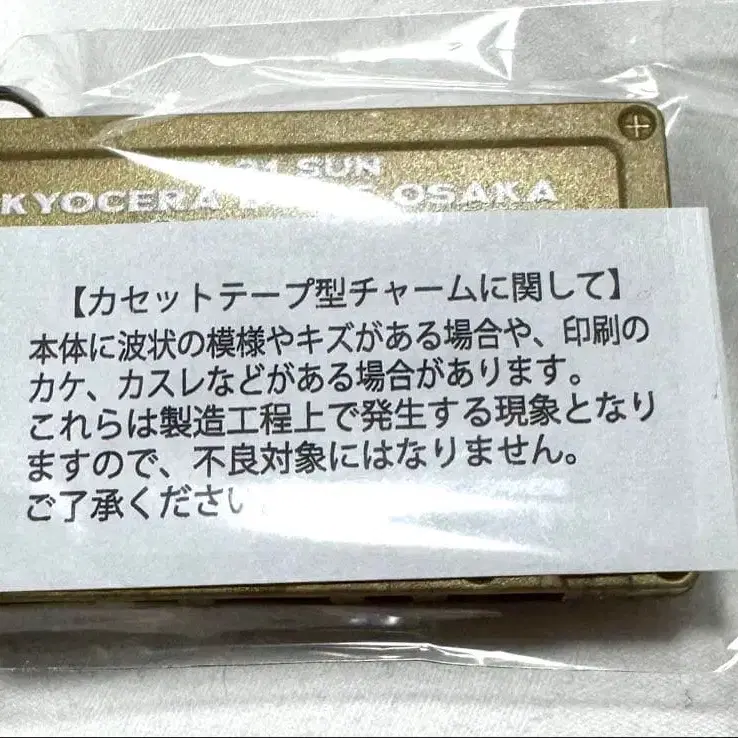 SUN
KYOCERA OSAKA
【カセットテープ型チャームに関して】
本体に波状の模様やキズがある場合や、印刷の
カケ、カスレなどがある場合があります。
これらは製造工程上で発生する現象となり
ますので、不良対象にはなりません。
ご了承ください